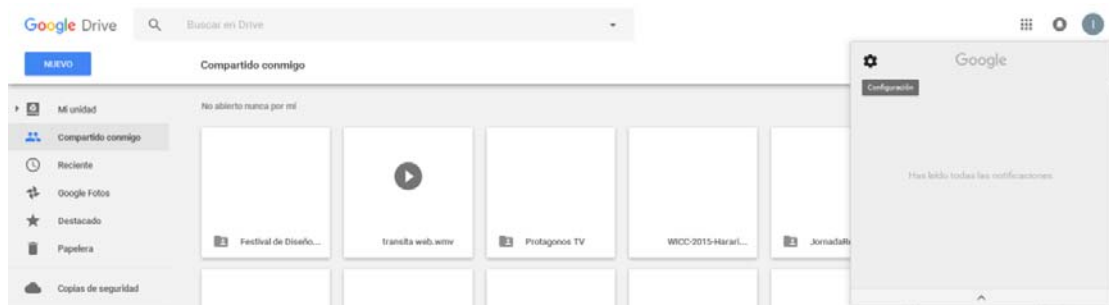 Google Drive
Buscar en Drive
I
NUEVO
Compartido conmigo
Google
Configuración
Mi unidad
No abierto nunca por mí
Compartido conmigo
Reciente
Google Fotos
Has leído todas las notificaciones
Destacado
Papelera
Festival de Diseño...
transita web.wmv
Protagonos TV
WICC-2015-Harari...
JornadaRe
Copias de seguridad